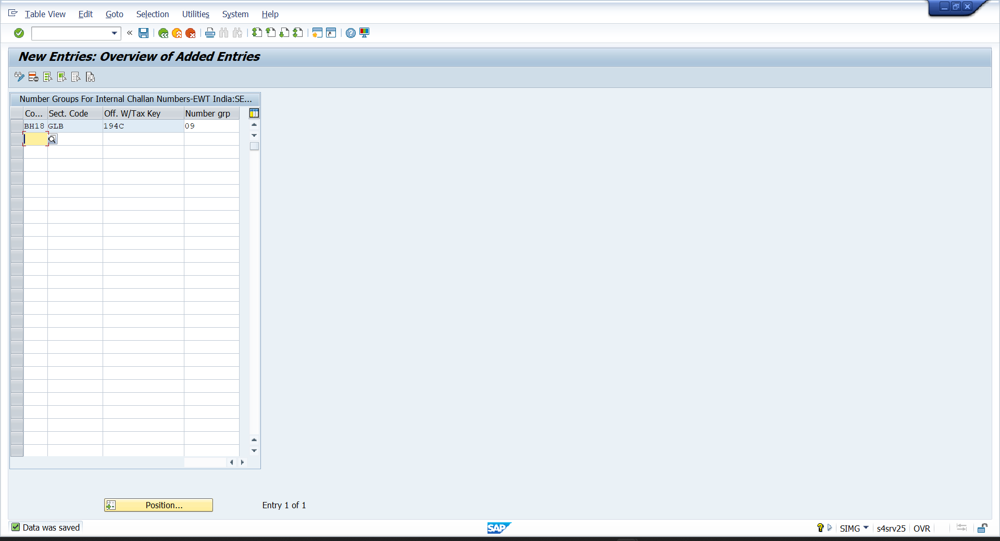 Table View Edit Goto Selection Utilities System Help
New Entries: Overview of Added Entries
Number Groups For Internal Challan Numbers-EWT India:SE...
Co... Sect. Code Off. W/Tax Key Number grp
BH18 GLB 194C 09
Position... Entry 1 of 1
Data was saved SAP SIMG s4srv25 OVR